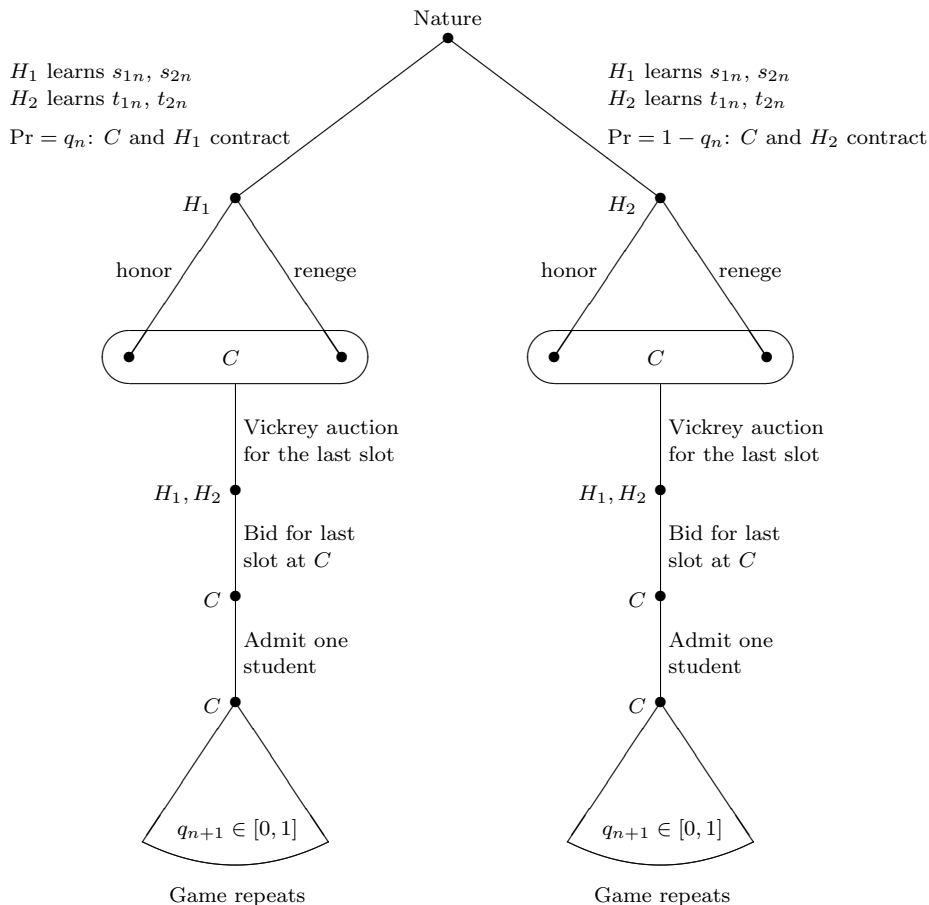 Nature
H₁ learns s₁ₙ, s₂ₙ
H₂ learns t₁ₙ, t₂ₙ
Pr = qₙ: C and H₁ contract
H₁ learns s₁ₙ, s₂ₙ
H₂ learns t₁ₙ, t₂ₙ
Pr = 1 − qₙ: C and H₂ contract
H₁
H₂
honor
renege
honor
renege
C
C
Vickrey auction
for the last slot
Vickrey auction
for the last slot
H₁, H₂
H₁, H₂
Bid for last
slot at C
Bid for last
slot at C
C
C
Admit one
student
Admit one
student
C
C
qₙ₊₁ ∈ [0, 1]
qₙ₊₁ ∈ [0, 1]
Game repeats
Game repeats